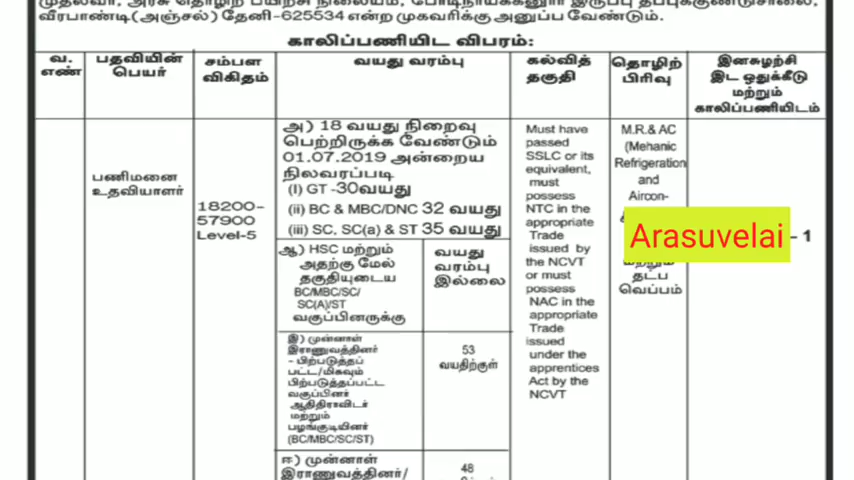 முதல்வர், அரசு தொழிற் பயிற்சி நிலையம், போடிநாயக்கனூர் இருப்பு தப்புக்குண்டுசாலை,
வீரபாண்டி(அஞ்சல்) தேனி-625534 என்ற முகவரிக்கு அனுப்ப வேண்டும்.
காலிப்பணியிட விபரம்:
வ.
எண்
பதவியின்
பெயர்
சம்பள
விகிதம்
வயது வரம்பு
கல்வித்
தகுதி
தொழிற்
பிரிவு
இனசுழற்சி
இட ஒதுக்கீடு
மற்றும்
காலிப்பணியிடம்
பணிமனை
உதவியாளர்
18200-
57900
Level-5
அ) 18 வயது நிறைவு
பெற்றிருக்க வேண்டும்
01.07.2019 அன்றைய
நிலவரப்படி
(I) GT -30வயது
(ii) BC & MBC/DNC 32 வயது
(iii) SC, SC(a) & ST 35 வயது
ஆ) HSC மற்றும்
அதற்கு மேல்
தகுதியுடைய
BC/MBC/SC/
SC(A)/ST
வகுப்பினருக்கு
வயது
வரம்பு
இல்லை
இ) முன்னாள்
இராணுவத்தினர்
- பிற்படுத்தப்
பட்ட/மிகவும்
பிற்படுத்தப்பட்ட
வகுப்பினர்
ஆதிதிராவிடர்
மற்றும்
பழங்குடியினர்
(BC/MBC/SC/ST)
53
வயதிற்குள்
ஈ) முன்னாள்
இராணுவத்தினர்/
48
Must have
passed
SSLC or its
equivalent,
must
possess
NTC in the
appropriate
Trade
issued by
the NCVT
or must
possess
NAC in the
appropriate
Trade
issued
under the
apprentices
Act by the
NCVT
M.R.& AC
(Mehanic
Refrigeration
and
Aircon-
மற்றும்
தட்ப
வெப்பம்
Arasuvelai
- 1